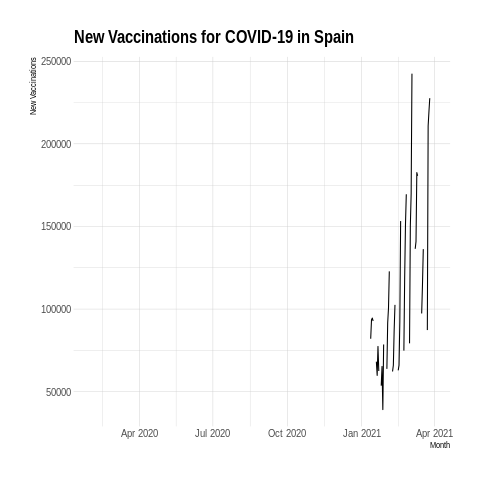 New Vaccinations for COVID-19 in Spain
New Vaccinations
250000
200000
150000
100000
50000
Apr 2020 Jul 2020 Oct 2020 Jan 2021 Apr 2021
Month